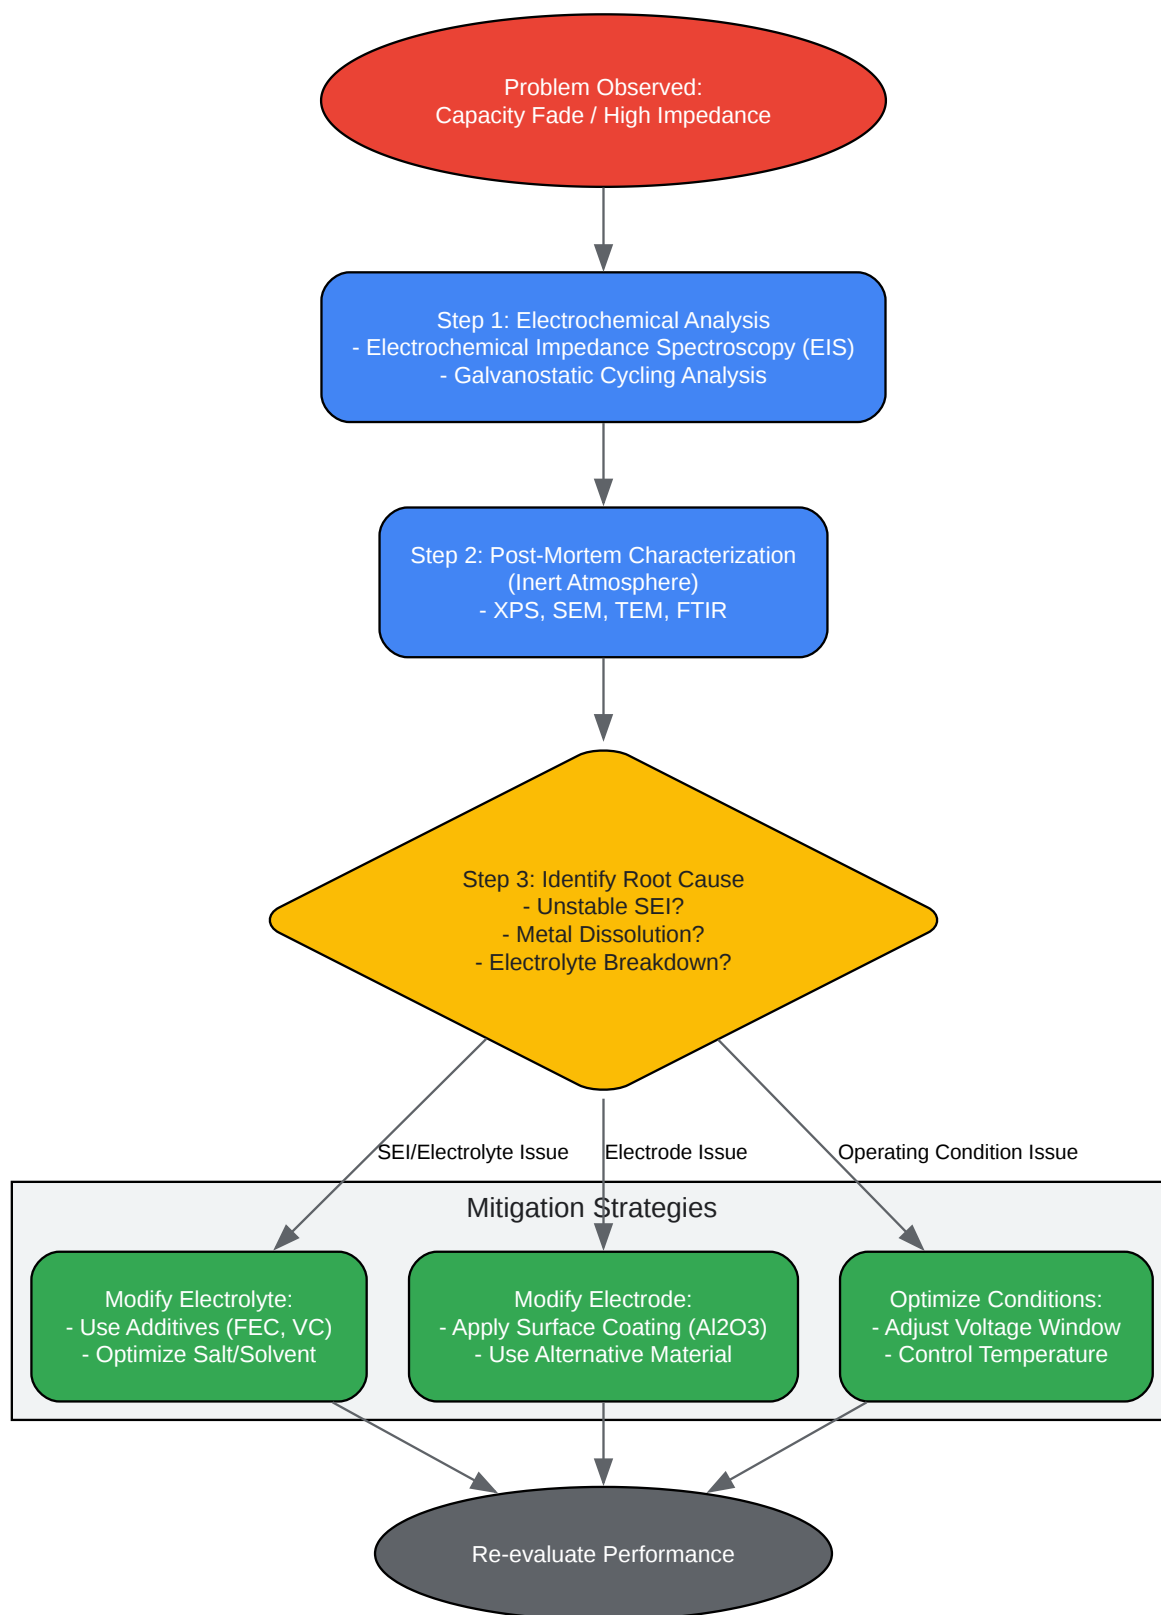 Problem Observed:
Capacity Fade / High Impedance
Step 1: Electrochemical Analysis
- Electrochemical Impedance Spectroscopy (EIS)
- Galvanostatic Cycling Analysis
Step 2: Post-Mortem Characterization
(Inert Atmosphere)
- XPS, SEM, TEM, FTIR
Step 3: Identify Root Cause
- Unstable SEI?
- Metal Dissolution?
- Electrolyte Breakdown?
SEI/Electrolyte Issue
Electrode Issue
Operating Condition Issue
Mitigation Strategies
Modify Electrolyte:
- Use Additives (FEC, VC)
- Optimize Salt/Solvent
Modify Electrode:
- Apply Surface Coating (Al2O3)
- Use Alternative Material
Optimize Conditions:
- Adjust Voltage Window
- Control Temperature
Re-evaluate Performance